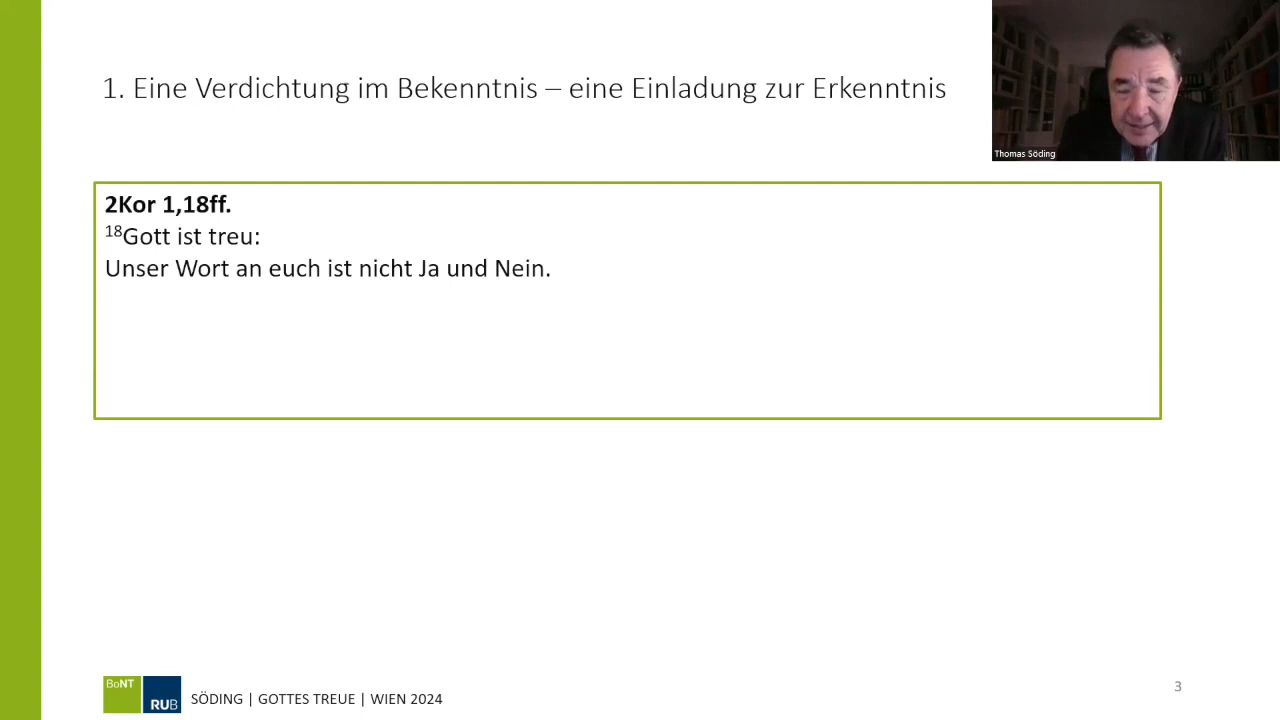 1. Eine Verdichtung im Bekenntnis – eine Einladung zur Erkenntnis
Thomas Söding
2Kor 1,18ff.
¹⁸Gott ist treu:
Unser Wort an euch ist nicht Ja und Nein.
BoNT
RUB
SÖDING | GOTTES TREUE | WIEN 2024
3